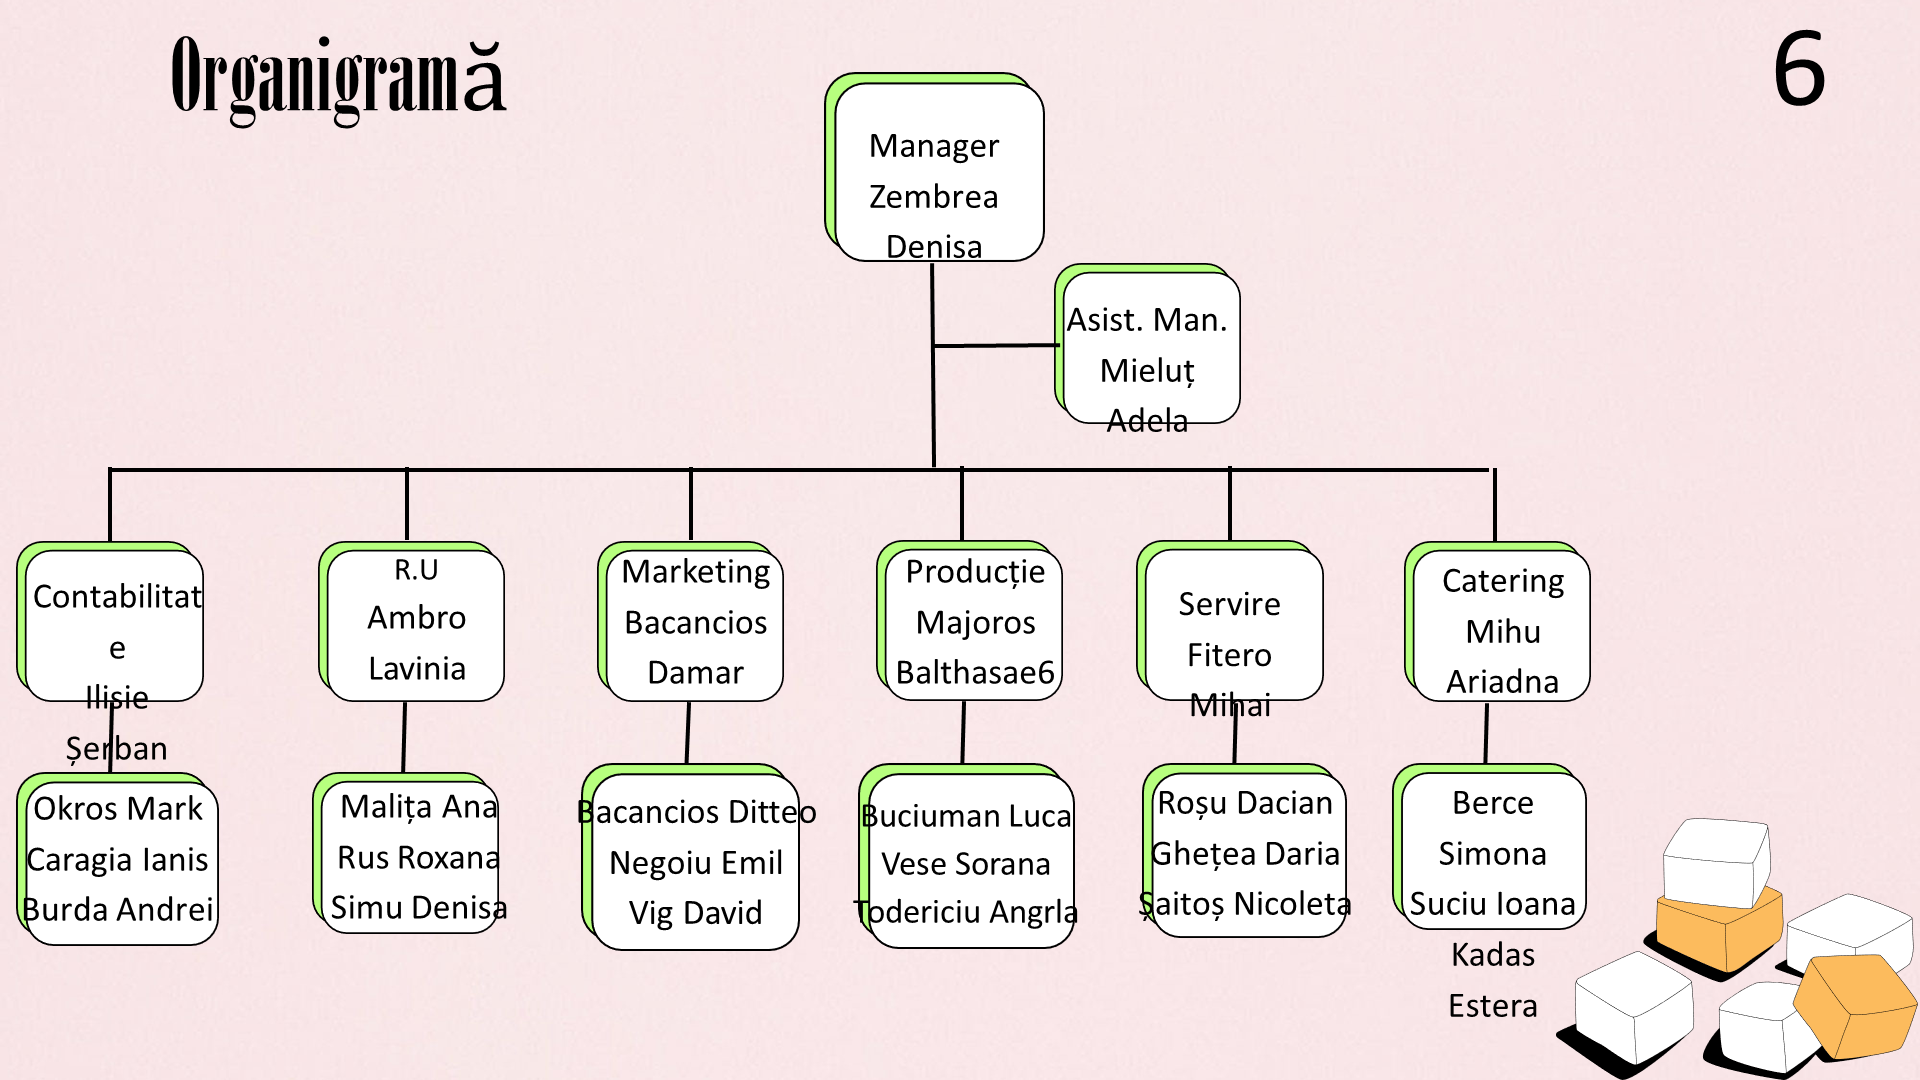 Organigramă
6
Manager
Zembrea
Denisa
Asist. Man.
Mieluț
Adela
Contabilitat
e
Ilisie
Șerban
R.U
Ambro
Lavinia
Marketing
Bacancios
Damar
Producție
Majoros
Balthasae6
Servire
Fitero
Mihai
Catering
Mihu
Ariadna
Okros Mark
Caragia Ianis
Burda Andrei
Malița Ana
Rus Roxana
Simu Denisa
Bacancios Ditteo
Negoiu Emil
Vig David
Buciuman Luca
Vese Sorana
Todericiu Angrla
Roșu Dacian
Ghețea Daria
Șaitoș Nicoleta
Berce
Simona
Suciu Ioana
Kadas
Estera